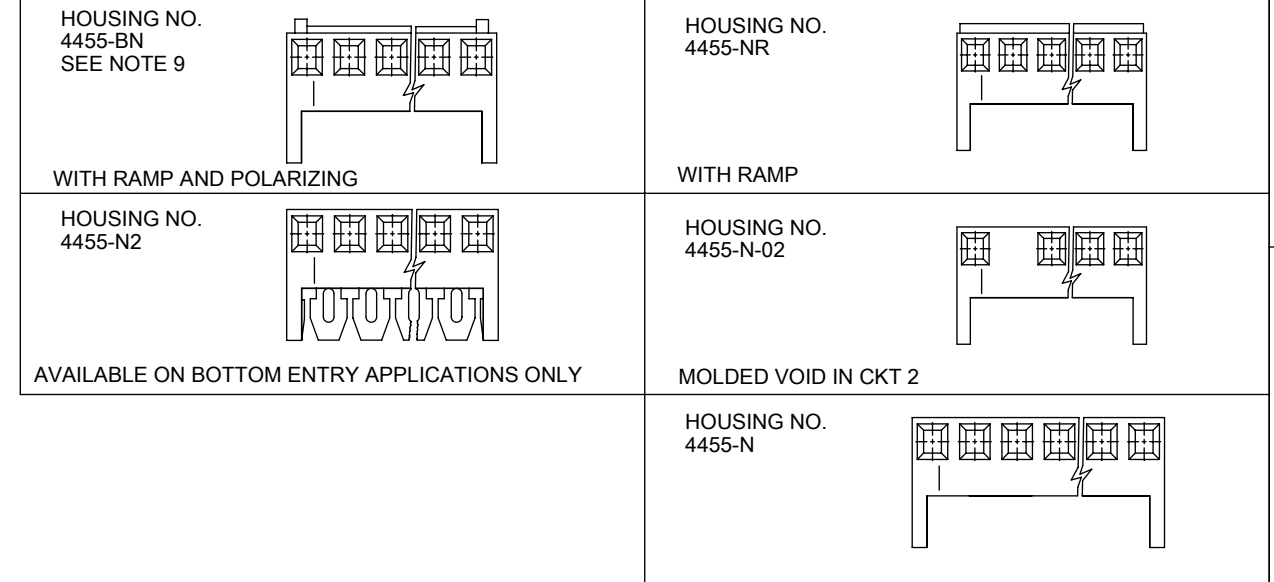 HOUSING NO.
4455-BN
SEE NOTE 9
WITH RAMP AND POLARIZING
HOUSING NO.
4455-NR
WITH RAMP
HOUSING NO.
4455-N2
AVAILABLE ON BOTTOM ENTRY APPLICATIONS ONLY
HOUSING NO.
4455-N-02
MOLDED VOID IN CKT 2
HOUSING NO.
4455-N